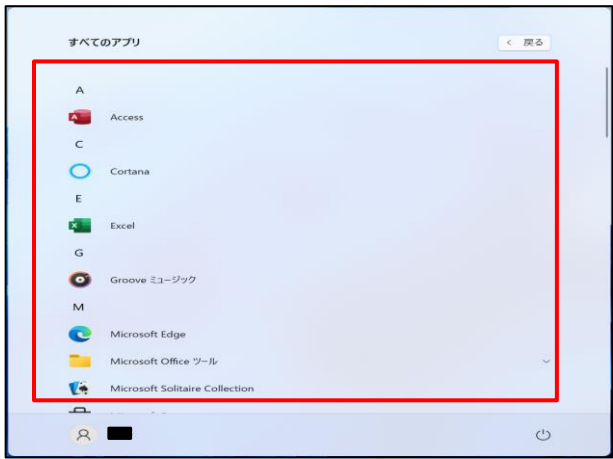 すべてのアプリ
< 戻る
A
Access
C
Cortana
E
Excel
G
Groove ミュージック
M
Microsoft Edge
Microsoft Office ツール
Microsoft Solitaire Collection